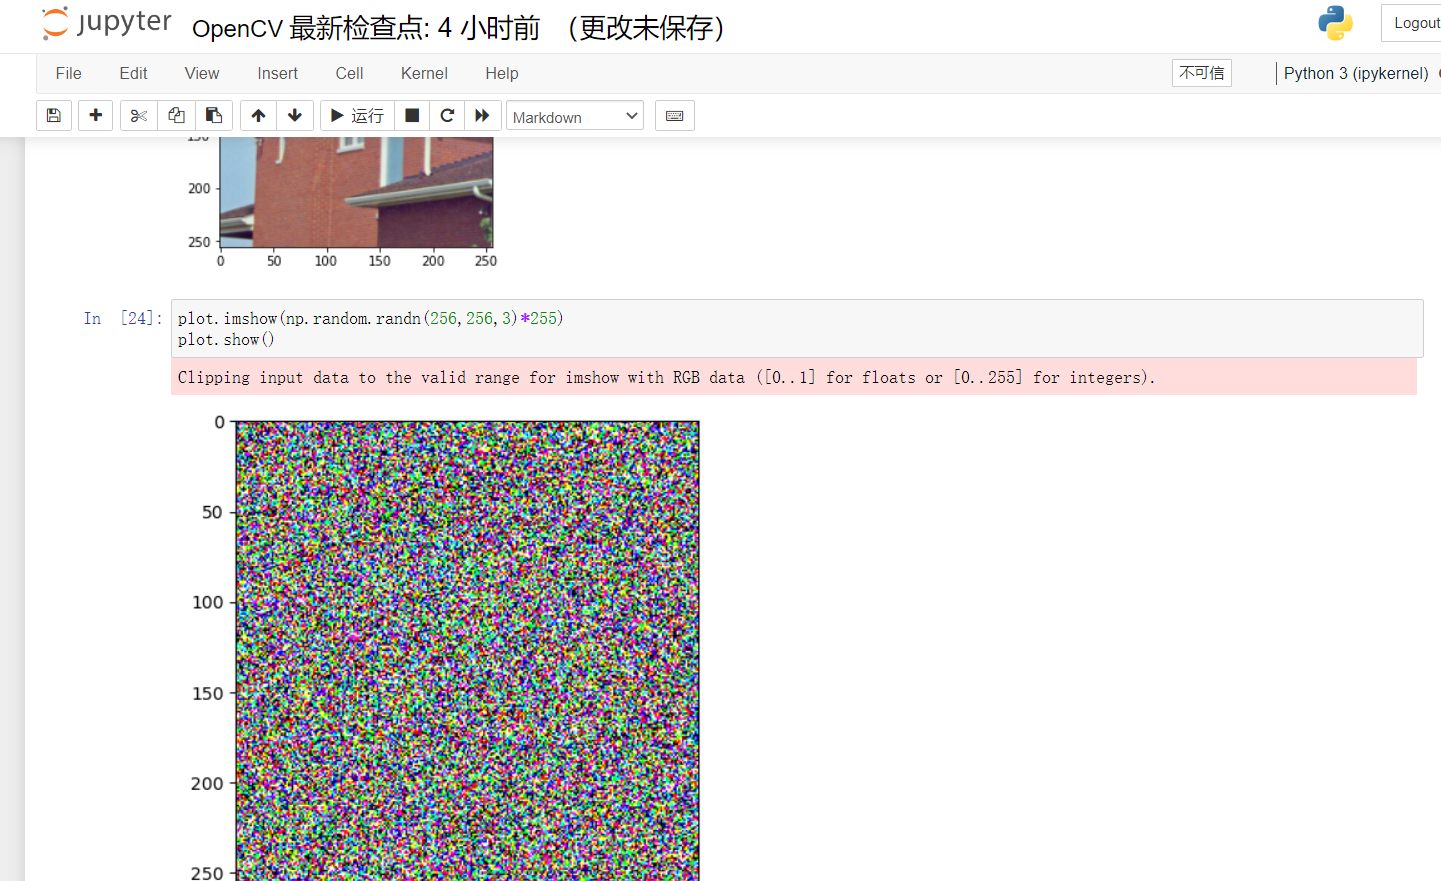 jupyter OpenCV 最新检查点: 4 小时前 （更改未保存） Logout
File Edit View Insert Cell Kernel Help 不可信 Python 3 (ipykernel)
运行 Markdown
150
200
250
0 50 100 150 200 250
In [24]: plot.imshow(np.random.randn(256,256,3)*255)
plot.show()
Clipping input data to the valid range for imshow with RGB data ([0..1] for floats or [0..255] for integers).
0
50
100
150
200
250